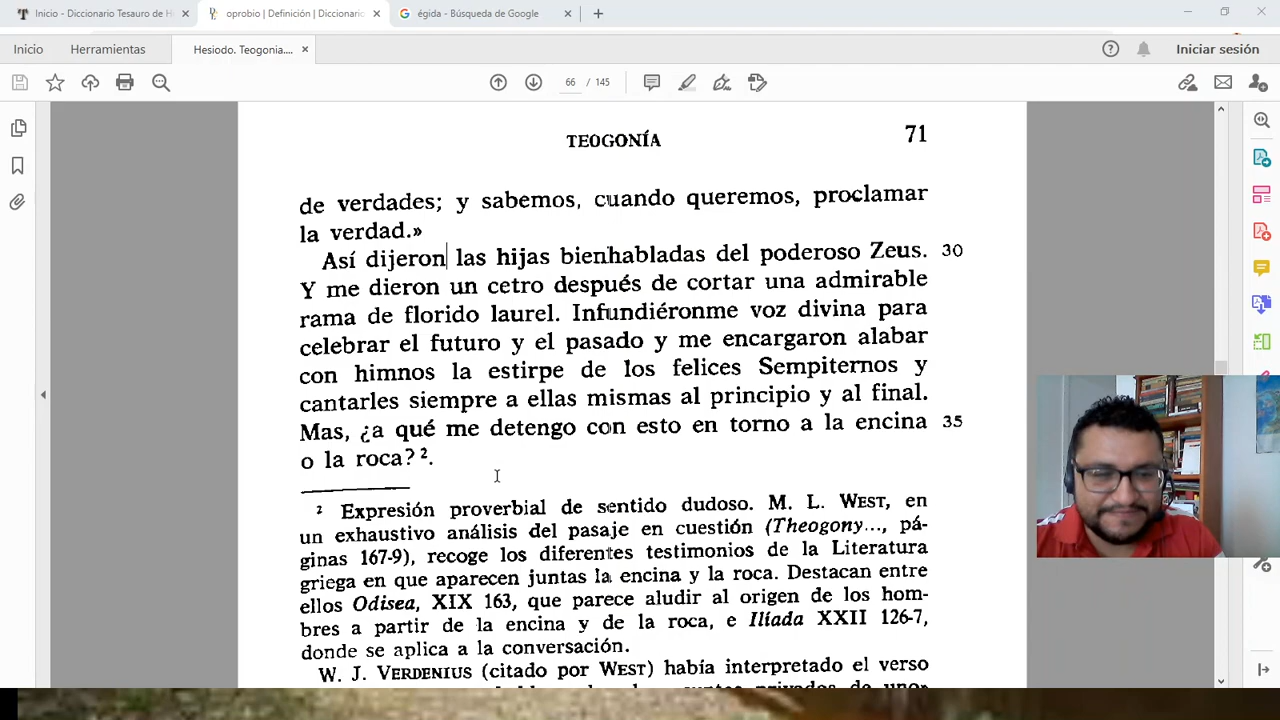 Inicio - Diccionario Tesauro de H
oprobio | Definición | Diccionario
égida - Búsqueda de Google
Inicio
Herramientas
Hesiodo. Teogonia....
Iniciar sesión
66 / 145
TEOGONÍA
71
de verdades; y sabemos, cuando queremos, proclamar
la verdad.»
Así dijeron las hijas bienhabladas del poderoso Zeus. 30
Y me dieron un cetro después de cortar una admirable
rama de florido laurel. Infundiéronme voz divina para
celebrar el futuro y el pasado y me encargaron alabar
con himnos la estirpe de los felices Sempiternos y
cantarles siempre a ellas mismas al principio y al final.
Mas, ¿a qué me detengo con esto en torno a la encina 35
o la roca? ².
² Expresión proverbial de sentido dudoso. M. L. WEST, en
un exhaustivo análisis del pasaje en cuestión (Theogony..., pá-
ginas 167-9), recoge los diferentes testimonios de la Literatura
griega en que aparecen juntas la encina y la roca. Destacan entre
ellos Odisea, XIX 163, que parece aludir al origen de los hom-
bres a partir de la encina y de la roca, e Ilíada XXII 126-7,
donde se aplica a la conversación.
W. J. VERDENIUS (citado por WEST) había interpretado el verso